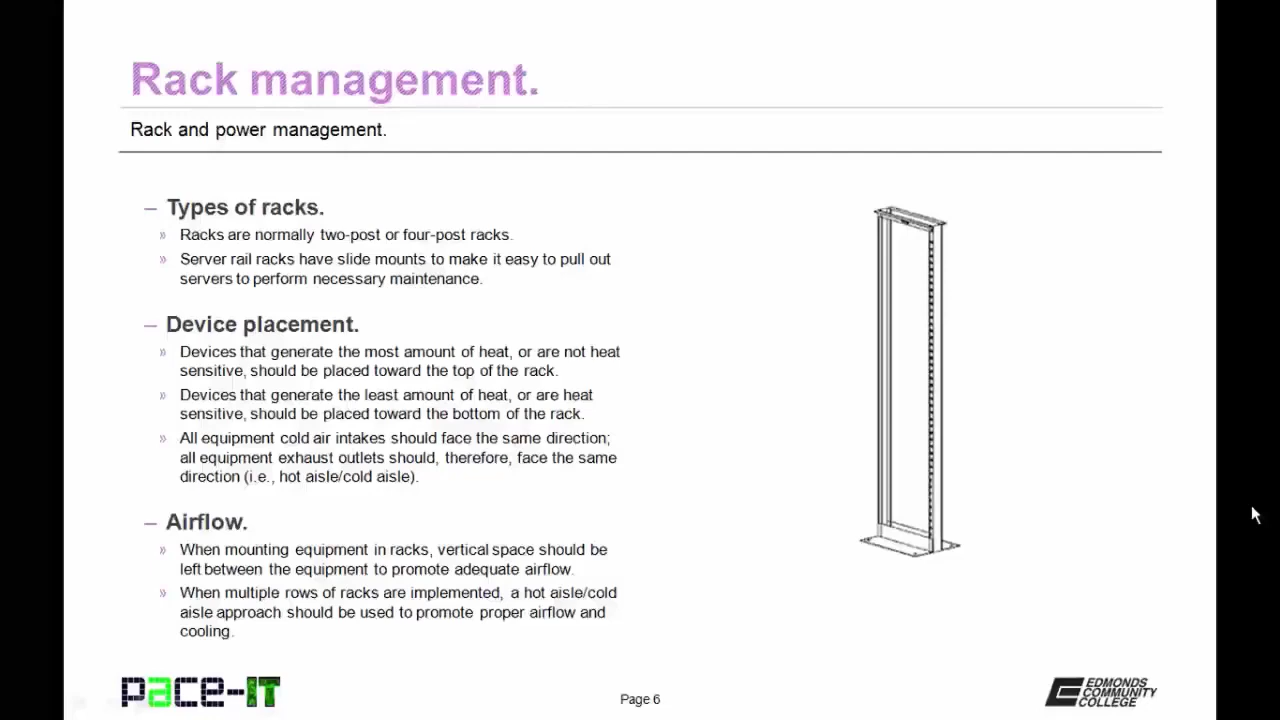 Rack management.
Rack and power management.
– Types of racks.
» Racks are normally two-post or four-post racks.
» Server rail racks have slide mounts to make it easy to pull out
servers to perform necessary maintenance.
– Device placement.
» Devices that generate the most amount of heat, or are not heat
sensitive, should be placed toward the top of the rack.
» Devices that generate the least amount of heat, or are heat
sensitive, should be placed toward the bottom of the rack.
» All equipment cold air intakes should face the same direction;
all equipment exhaust outlets should, therefore, face the same
direction (i.e., hot aisle/cold aisle).
– Airflow.
» When mounting equipment in racks, vertical space should be
left between the equipment to promote adequate airflow.
» When multiple rows of racks are implemented, a hot aisle/cold
aisle approach should be used to promote proper airflow and
cooling.
pace-IT
Page 6
EDMONDS
COMMUNITY
COLLEGE